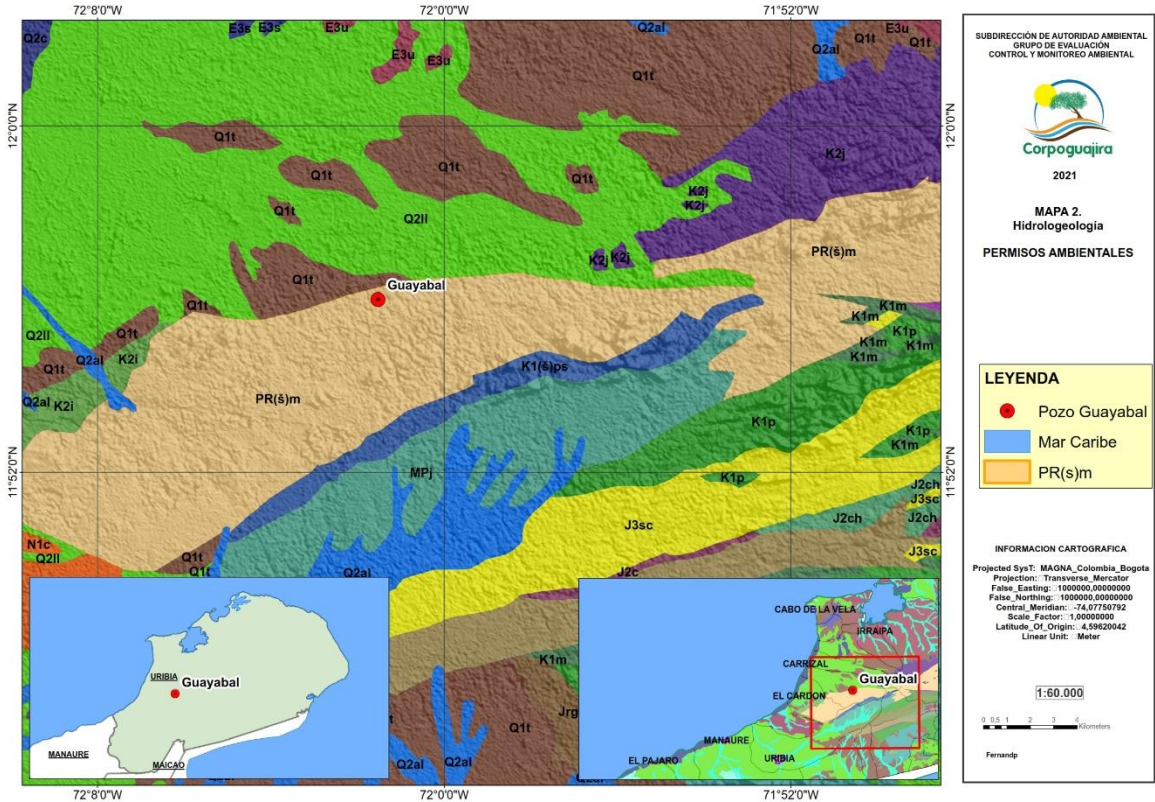 72°8'0"W
72°0'0"W
71°52'0"W
Q2c
E3s
E3s
E3u
E3u
E3u
Q2al
Q2al
Q1t
E3u
Q1t
Q1t
12°0'0"N
12°0'0"N
Q1t
Q1t
Q1t
Q1t
Q1t
Q2ll
K2j
K2j
K2j
K2j
K2j
PR(š)m
Q1t
Guayabal
Q1t
Q2ll
Q1t
Q2al
K2i
Q1t
Q2al
K2i
K1m
K1p
K1m
K1m
K1m
K1(š)ps
PR(š)m
K1p
K1p
K1m
11°52'0"N
11°52'0"N
MPj
K1p
J2ch
J3sc
J2ch
J2ch
J3sc
J3sc
N1c
Q2ll
Q1t
Q1t
Q2al
J2c
K1m
Jrg
Q1t
Q2al
Q2al
URIBIA
Guayabal
MANAURE
MAICAO
CABO DE LA VELA
IRRAIPA
CARRIZAL
Guayabal
EL CARDON
MANAURE
EL PAJARO
URIBIA
72°8'0"W
72°0'0"W
71°52'0"W
SUBDIRECCIÓN DE AUTORIDAD AMBIENTAL
GRUPO DE EVALUACIÓN
CONTROL Y MONITOREO AMBIENTAL
Corpoguajira
2021
MAPA 2.
Hidrologeología
PERMISOS AMBIENTALES
LEYENDA
Pozo Guayabal
Mar Caribe
PR(s)m
INFORMACION CARTOGRAFICA
Projected SysT: MAGNA_Colombia_Bogota
Projection: Transverse_Mercator
False_Easting: 1000000,00000000
False_Northing: 1000000,00000000
Central_Meridian: -74,07750792
Scale_Factor: 1,00000000
Latitude_Of_Origin: 4,59620042
Linear Unit: Meter
1:60.000
0 0.5 1 2 3 4
Kilometers
Fernandp